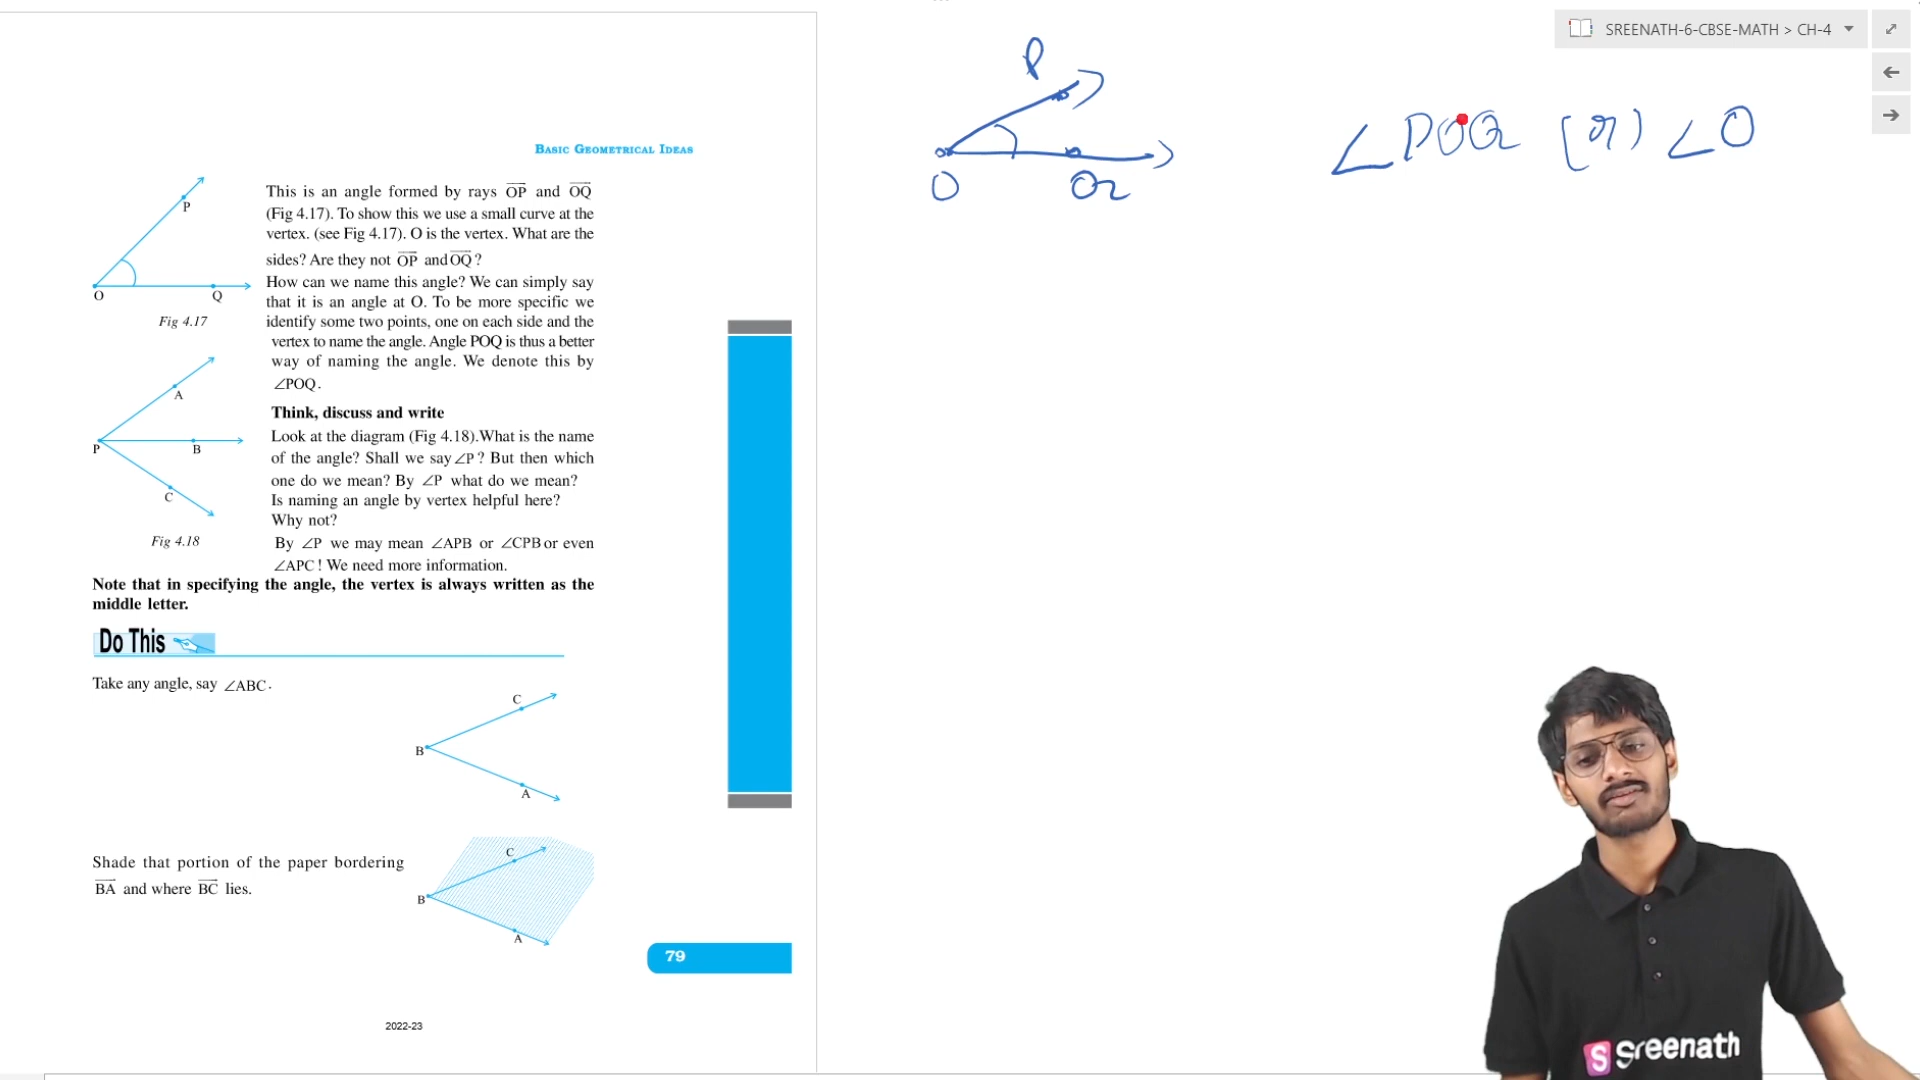 SREENATH-6-CBSE-MATH > CH-4
BASIC GEOMETRICAL IDEAS
P
O
Q
Fig 4.17
This is an angle formed by rays OP and OQ
(Fig 4.17). To show this we use a small curve at the
vertex. (see Fig 4.17). O is the vertex. What are the
sides? Are they not OP and OQ ?
How can we name this angle? We can simply say
that it is an angle at O. To be more specific we
identify some two points, one on each side and the
vertex to name the angle. Angle POQ is thus a better
way of naming the angle. We denote this by
∠POQ.
A
P
B
C
Fig 4.18
Think, discuss and write
Look at the diagram (Fig 4.18).What is the name
of the angle? Shall we say ∠P ? But then which
one do we mean? By ∠P what do we mean?
Is naming an angle by vertex helpful here?
Why not?
By ∠P we may mean ∠APB or ∠CPB or even
∠APC ! We need more information.
Note that in specifying the angle, the vertex is always written as the
middle letter.
Do This
Take any angle, say ∠ABC.
C
B
A
Shade that portion of the paper bordering
BA and where BC lies.
C
B
A
79
2022-23
P
O
Q
∠POQ (or) ∠O
S Sreenath